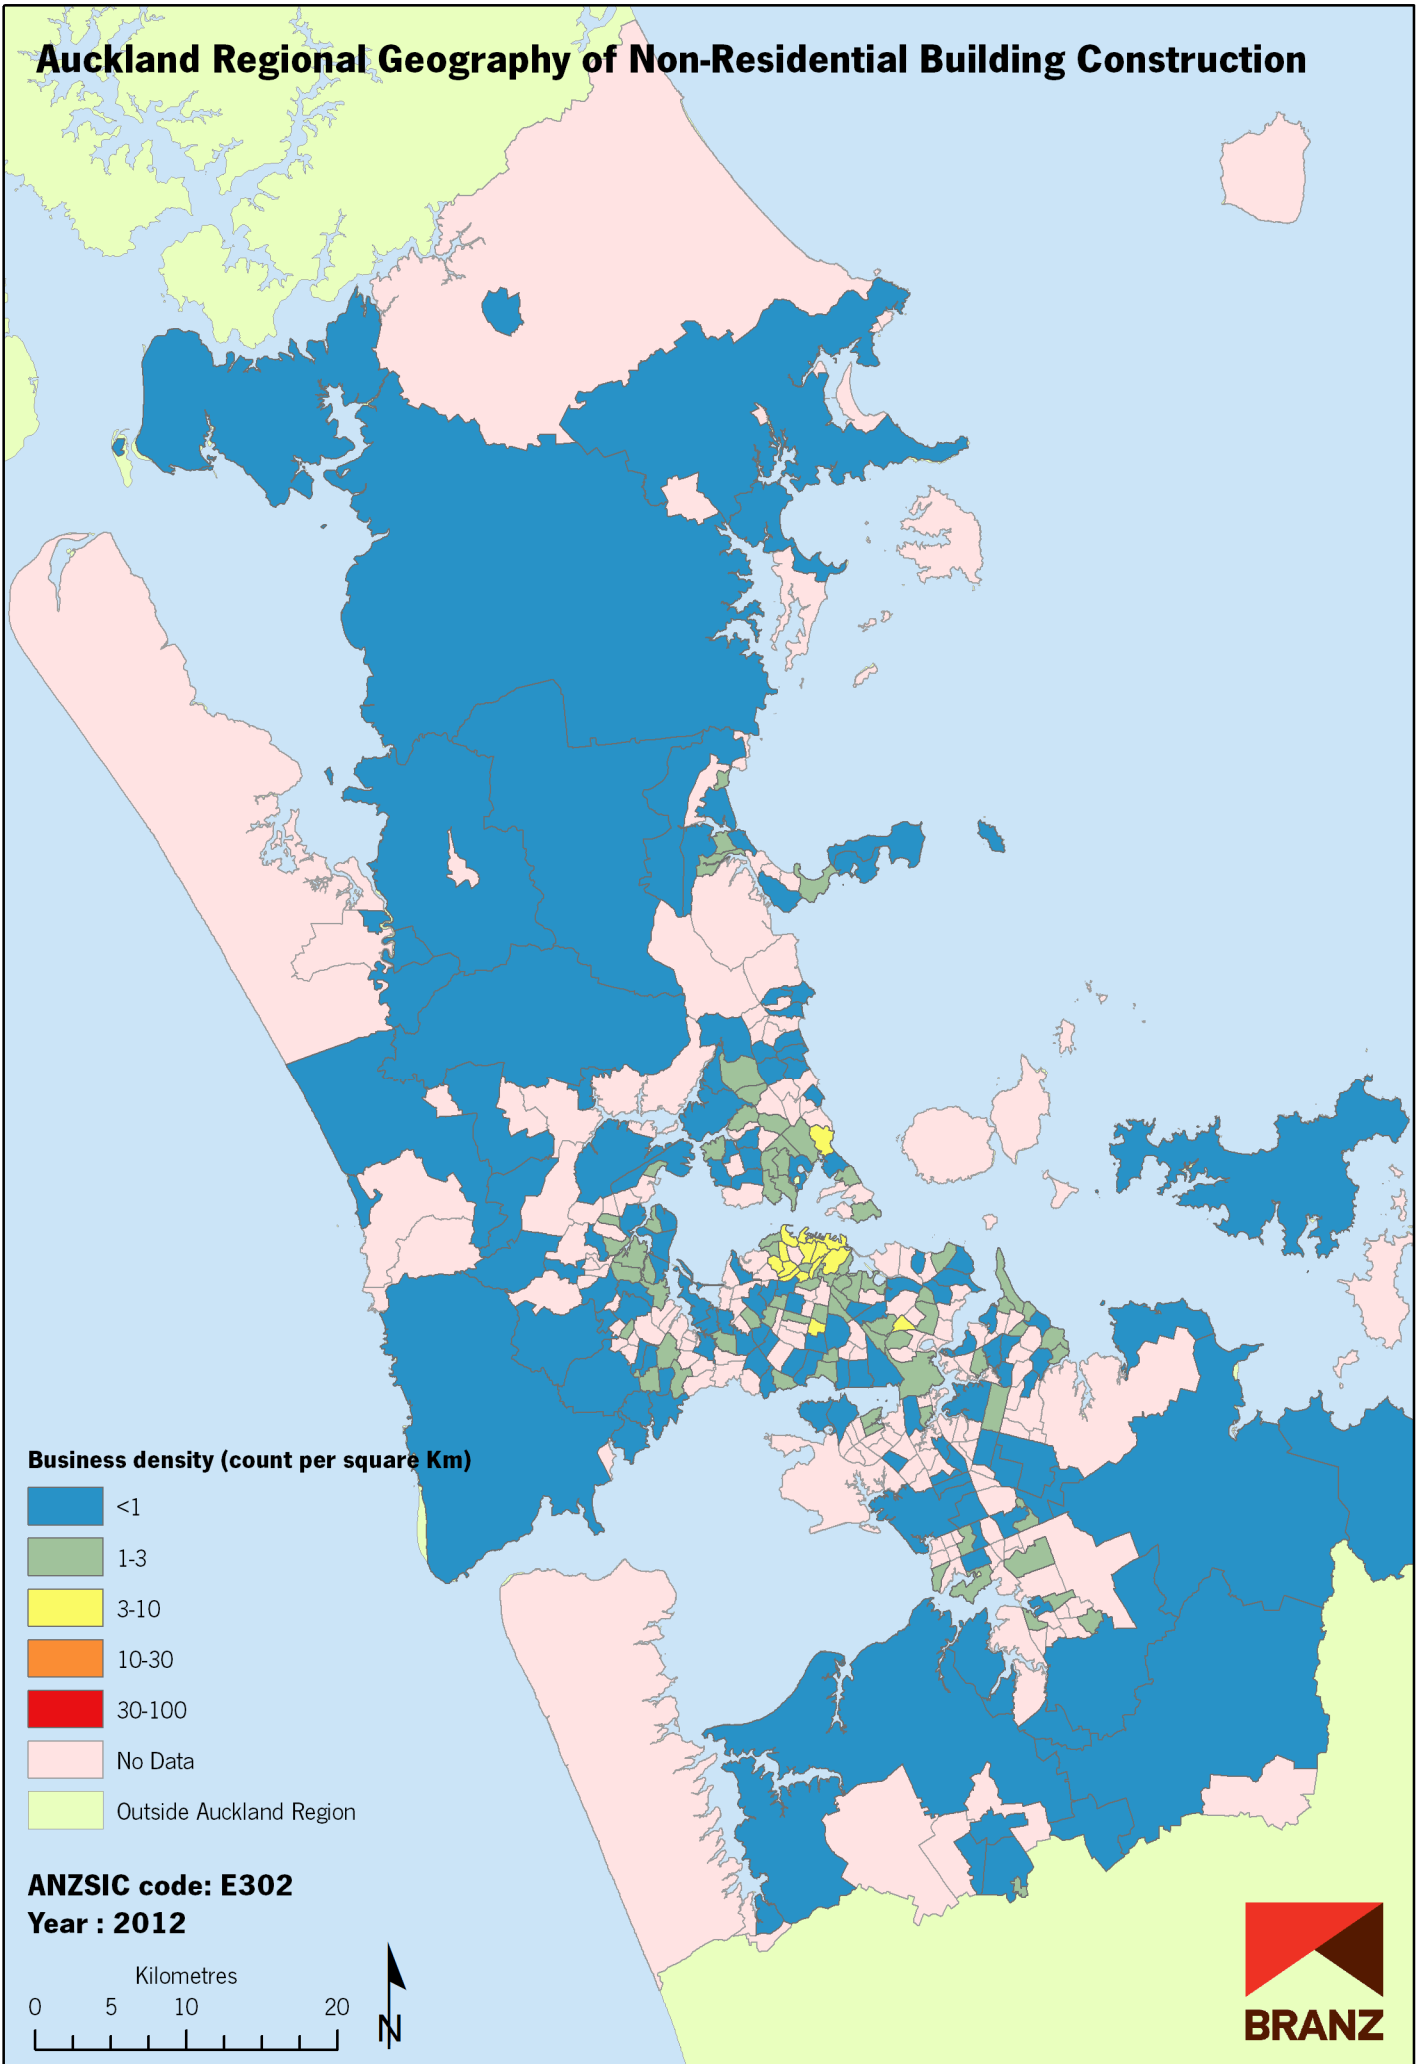 Auckland Regional Geography of Non-Residential Building Construction
Business density (count per square Km)
<1
1-3
3-10
10-30
30-100
No Data
Outside Auckland Region
ANZSIC code: E302
Year : 2012
Kilometres
0 5 10 20
N
BRANZ